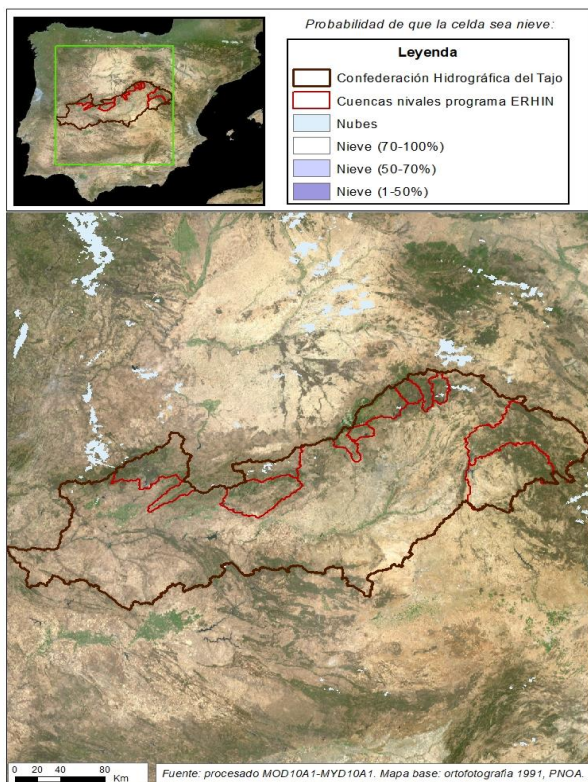 Probabilidad de que la celda sea nieve:
Leyenda
Confederación Hidrográfica del Tajo
Cuencas nivales programa ERHIN
Nubes
Nieve (70-100%)
Nieve (50-70%)
Nieve (1-50%)
0 20 40 80
Km
Fuente: procesado MOD10A1-MYD10A1. Mapa base: ortofotografía 1991, PNOA